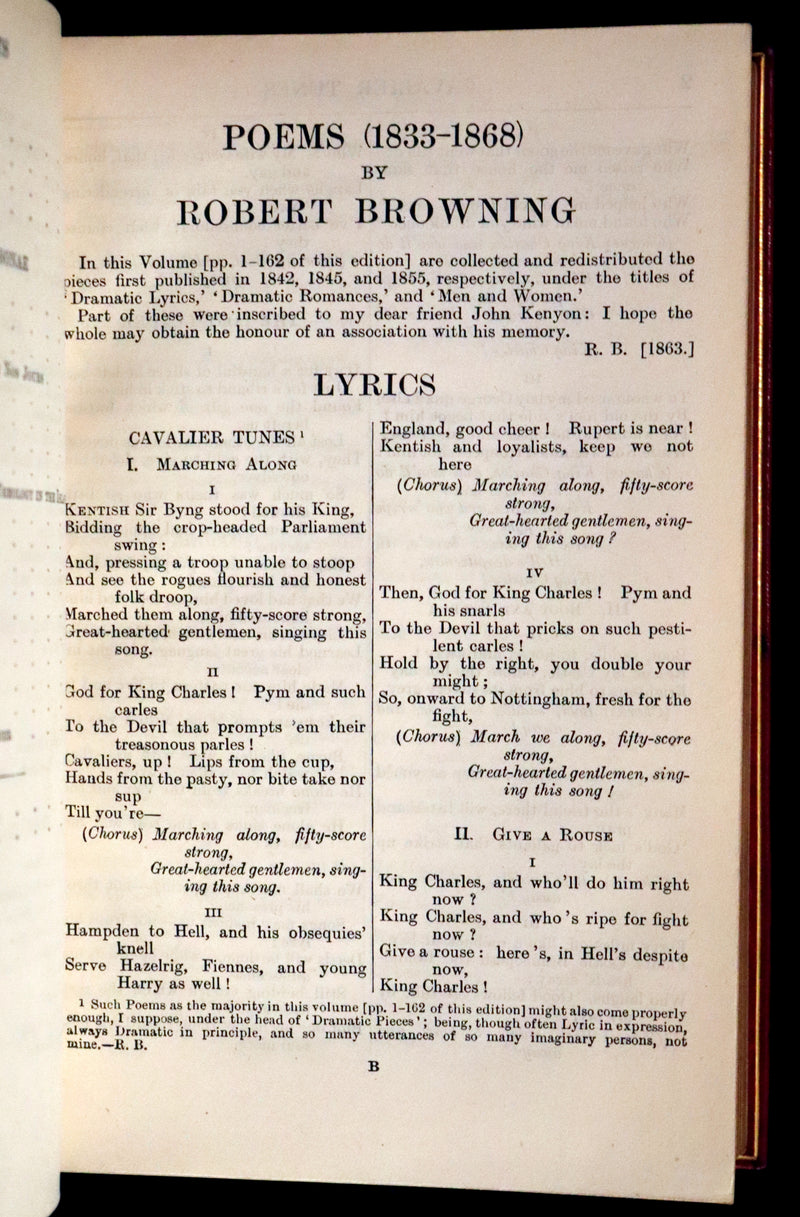 POEMS (1833-1868)
BY
ROBERT BROWNING
In this Volume [pp. 1-162 of this edition] are collected and redistributed the
pieces first published in 1842, 1845, and 1855, respectively, under the titles of
‘Dramatic Lyrics,’ ‘Dramatic Romances,’ and ‘Men and Women.’
Part of these were inscribed to my dear friend John Kenyon: I hope the
whole may obtain the honour of an association with his memory.
R. B. [1863.]
LYRICS
CAVALIER TUNES ¹
I. MARCHING ALONG
I
KENTISH Sir Byng stood for his King,
Bidding the crop-headed Parliament
swing:
And, pressing a troop unable to stoop
And see the rogues flourish and honest
folk droop,
Marched them along, fifty-score strong,
Great-hearted gentlemen, singing this
song.
II
God for King Charles! Pym and such
carles
To the Devil that prompts ’em their
treasonous parles!
Cavaliers, up! Lips from the cup,
Hands from the pasty, nor bite take nor
sup
Till you’re—
(Chorus) Marching along, fifty-score
strong,
Great-hearted gentlemen, sing-
ing this song.
III
Hampden to Hell, and his obsequies’
knell
Serve Hazelrig, Fiennes, and young
Harry as well!
England, good cheer! Rupert is near!
Kentish and loyalists, keep we not
here
(Chorus) Marching along, fifty-score
strong,
Great-hearted gentlemen, sing-
ing this song?
IV
Then, God for King Charles! Pym and
his snarls
To the Devil that pricks on such pesti-
lent carles!
Hold by the right, you double your
might;
So, onward to Nottingham, fresh for the
fight,
(Chorus) March we along, fifty-score
strong,
Great-hearted gentlemen, sing-
ing this song!
II. GIVE A ROUSE
I
King Charles, and who’ll do him right
now?
King Charles, and who’s ripe for fight
now?
Give a rouse: here’s, in Hell’s despite
now,
King Charles!
¹ Such Poems as the majority in this volume [pp. 1-162 of this edition] might also come properly
enough, I suppose, under the head of ‘Dramatic Pieces’; being, though often Lyric in expression,
always Dramatic in principle, and so many utterances of so many imaginary persons, not
mine.—R. B.
B